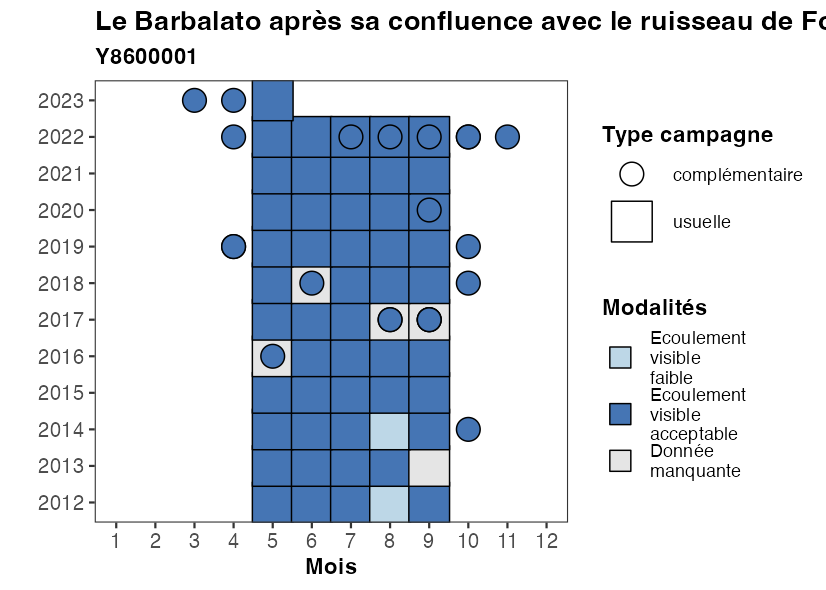 Le Barbalato après sa confluence avec le ruisseau de Fo
Y8600001
2023
2022
2021
2020
2019
2018
2017
2016
2015
2014
2013
2012
1 2 3 4 5 6 7 8 9 10 11 12
Mois
Type campagne
complémentaire
usuelle
Modalités
Ecoulement
visible
faible
Ecoulement
visible
acceptable
Donnée
manquante